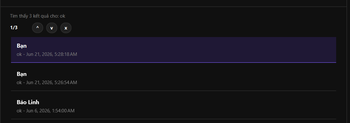 Tìm thấy 3 kết quả cho: ok
1/3
Bạn
ok - Jun 21, 2026, 5:28:19 AM
Bạn
ok - Jun 21, 2026, 5:26:54 AM
Bảo Linh
ok - Jun 6, 2026, 1:54:00 AM